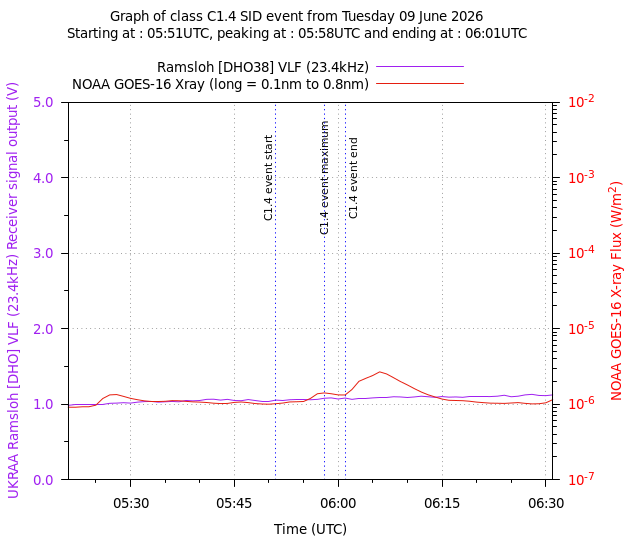 Graph of class C1.4 SID event from Tuesday 09 June 2026
Starting at : 05:51UTC, peaking at : 05:58UTC and ending at : 06:01UTC
Ramsloh [DHO38] VLF (23.4kHz)
NOAA GOES-16 Xray (long = 0.1nm to 0.8nm)
UKRAA Ramsloh [DHO] VLF (23.4kHz) Receiver signal output (V)
5.0
4.0
3.0
2.0
1.0
0.0
C1.4 event start
C1.4 event maximum
C1.4 event end
10^-2
10^-3
10^-4
10^-5
10^-6
10^-7
NOAA GOES-16 X-ray Flux (W/m²)
05:30 05:45 06:00 06:15 06:30
Time (UTC)